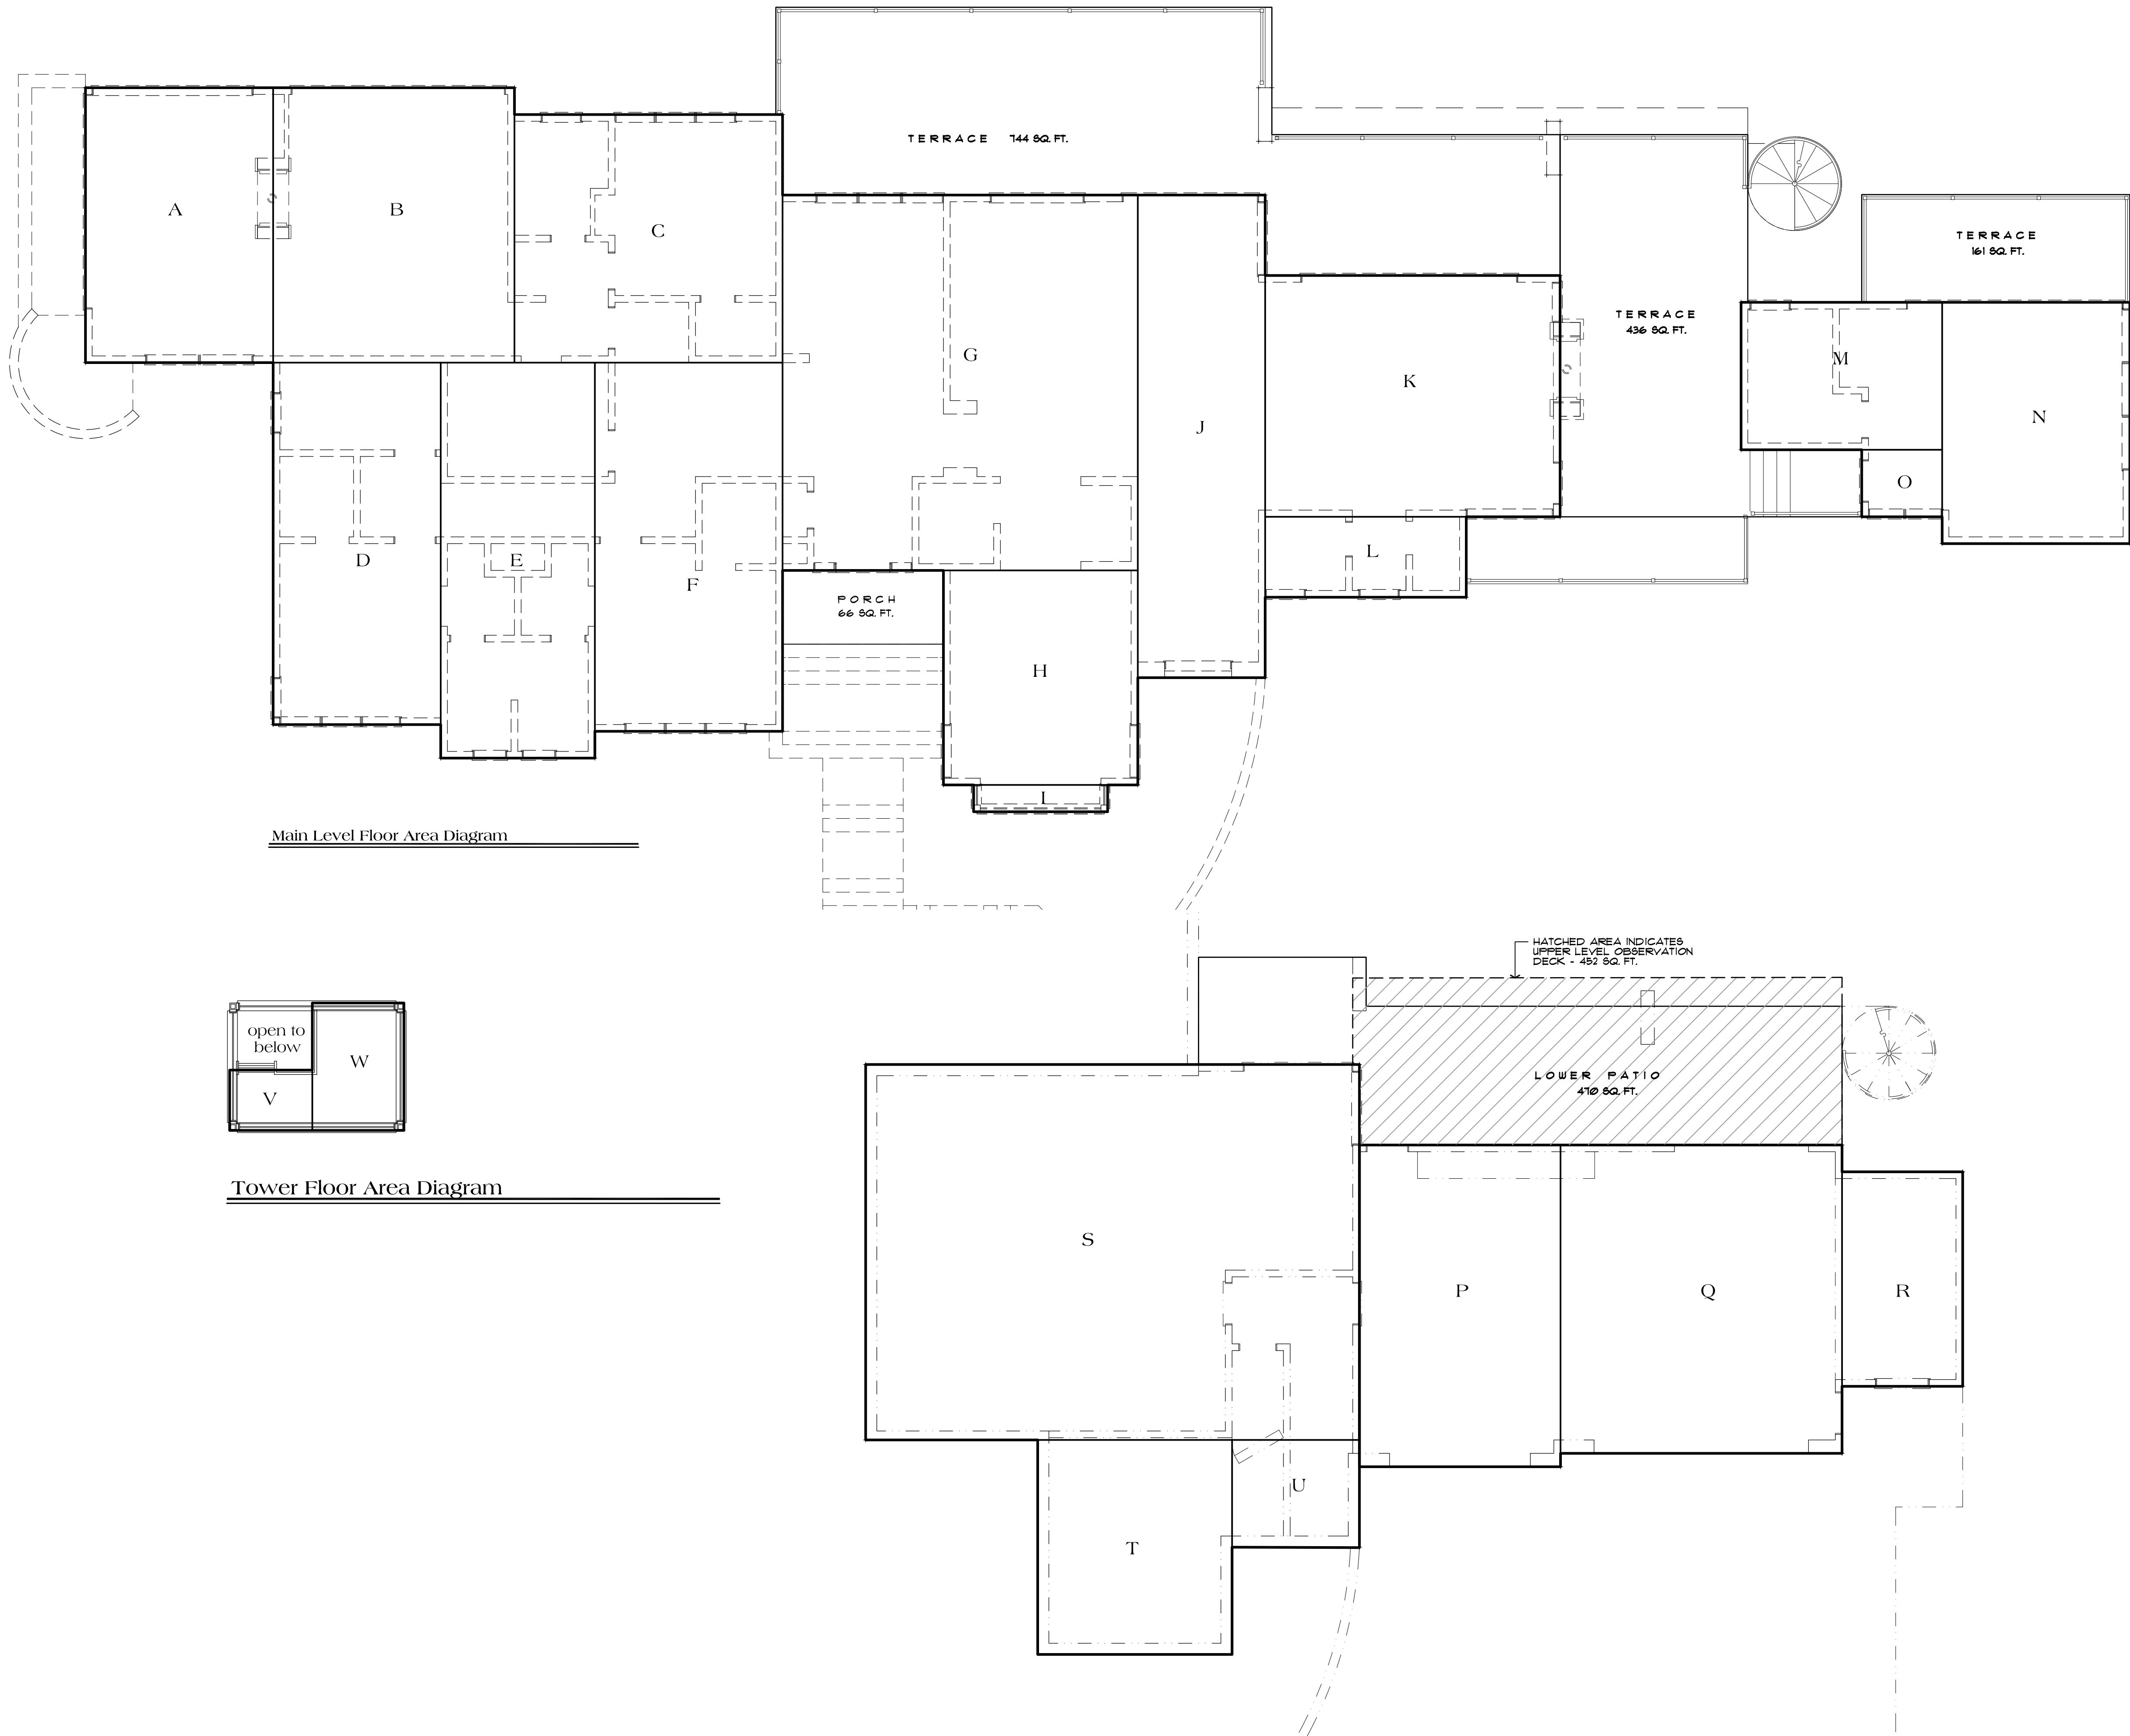 TERRACE 744 SQ. FT.
A
B
C
TERRACE
161 SQ. FT.
TERRACE
436 SQ. FT.
G
M
K
N
J
O
D
E
F
L
PORCH
66 SQ. FT.
H
I
Main Level Floor Area Diagram
HATCHED AREA INDICATES
UPPER LEVEL OBSERVATION
DECK - 452 SQ. FT.
open to
below
W
V
LOWER PATIO
470 SQ. FT.
Tower Floor Area Diagram
S
P
Q
R
U
T